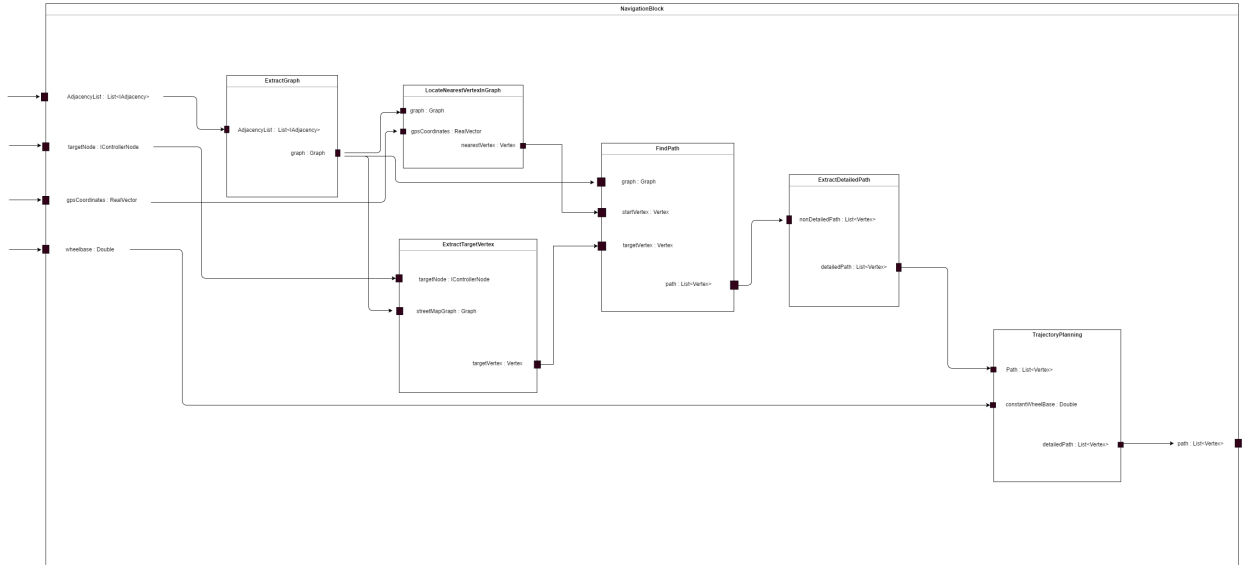 NavigationBlock
AdjacencyList : List<IAdjacency>
targetNode : IControllerNode
gpsCoordinates : RealVector
wheelbase : Double
ExtractGraph
AdjacencyList : List<IAdjacency>
graph : Graph
LocateNearestVertexInGraph
graph : Graph
gpsCoordinates : RealVector
nearestVertex : Vertex
ExtractTargetVertex
targetNode : IControllerNode
streetMapGraph : Graph
targetVertex : Vertex
FindPath
graph : Graph
startVertex : Vertex
targetVertex : Vertex
path : List<Vertex>
ExtractDetailedPath
nonDetailedPath : List<Vertex>
detailedPath : List<Vertex>
TrajectoryPlanning
Path : List<Vertex>
constantWheelBase : Double
detailedPath : List<Vertex>
path : List<Vertex>